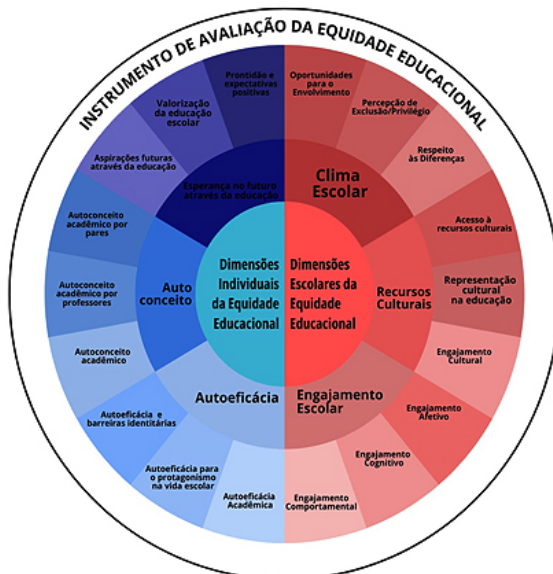 INSTRUMENTO DE AVALIAÇÃO DA EQUIDADE EDUCACIONAL
Prontidão e
expectativas
positivas
Oportunidades
para o
Envolvimento
Valorização
da educação
escolar
Percepção de
Exclusão/Privilégio
Aspirações futuras
através da educação
Respeito
às Diferenças
Esperança no futuro
através da educação
Clima
Escolar
Autoconceito
acadêmico por
pares
Acesso à
recursos culturais
Autoconceito
acadêmico por
professores
Auto
conceito
Dimensões
Individuais
da Equidade
Educacional
Dimensões
Escolares da
Equidade
Educacional
Recursos
Culturais
Representação
cultural
na educação
Autoconceito
acadêmico
Engajamento
Cultural
Autoeficácia
Engajamento
Escolar
Autoeficácia e
barreiras identitárias
Engajamento
Afetivo
Autoeficácia para
o protagonismo
na vida escolar
Engajamento
Cognitivo
Autoeficácia
Acadêmica
Engajamento
Comportamental